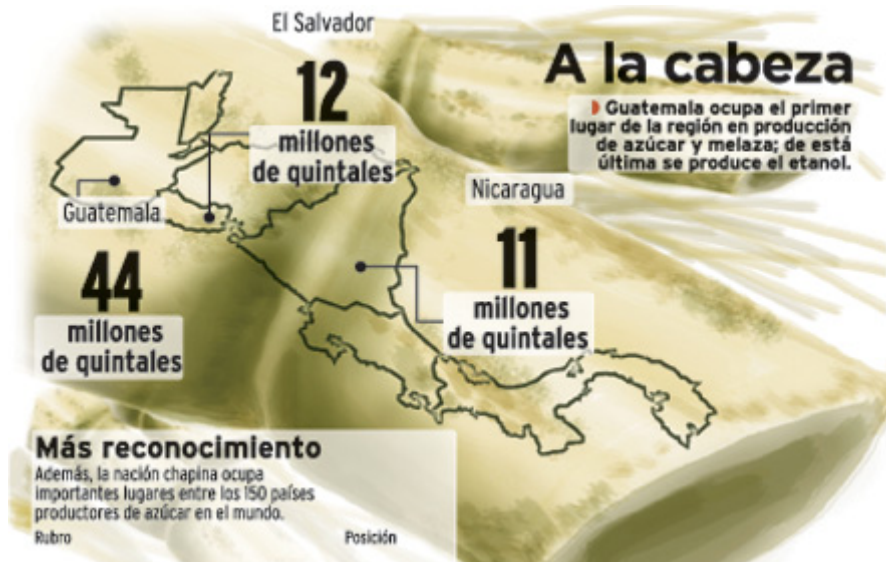 El Salvador
12
millones
de quintales
A la cabeza
Guatemala ocupa el primer
lugar de la región en producción
de azúcar y melaza; de está
última se produce el etanol.
Guatemala
44
millones
de quintales
Nicaragua
11
millones
de quintales
Más reconocimiento
Además, la nación chapina ocupa
importantes lugares entre los 150 países
productores de azúcar en el mundo.
Rubro Posición